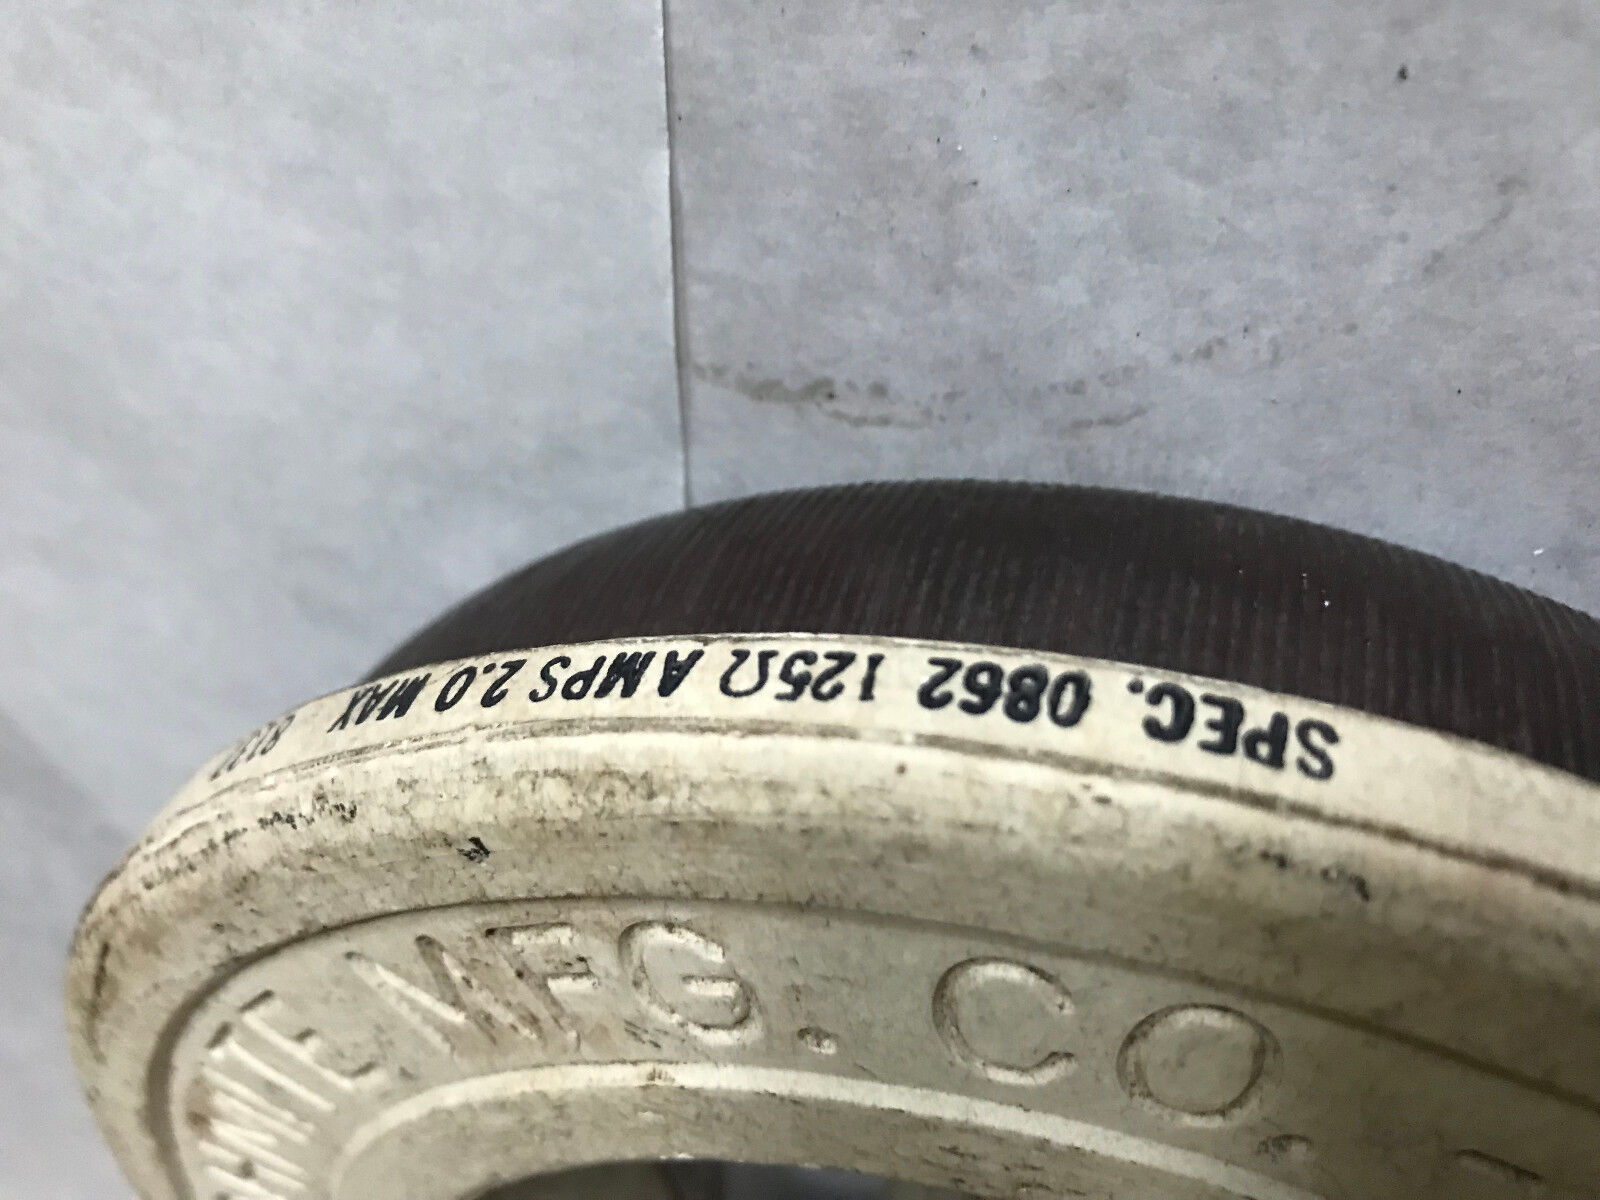 SPEC. 0862 125Ω AMPS 2.0 MAX
MFG. CO.